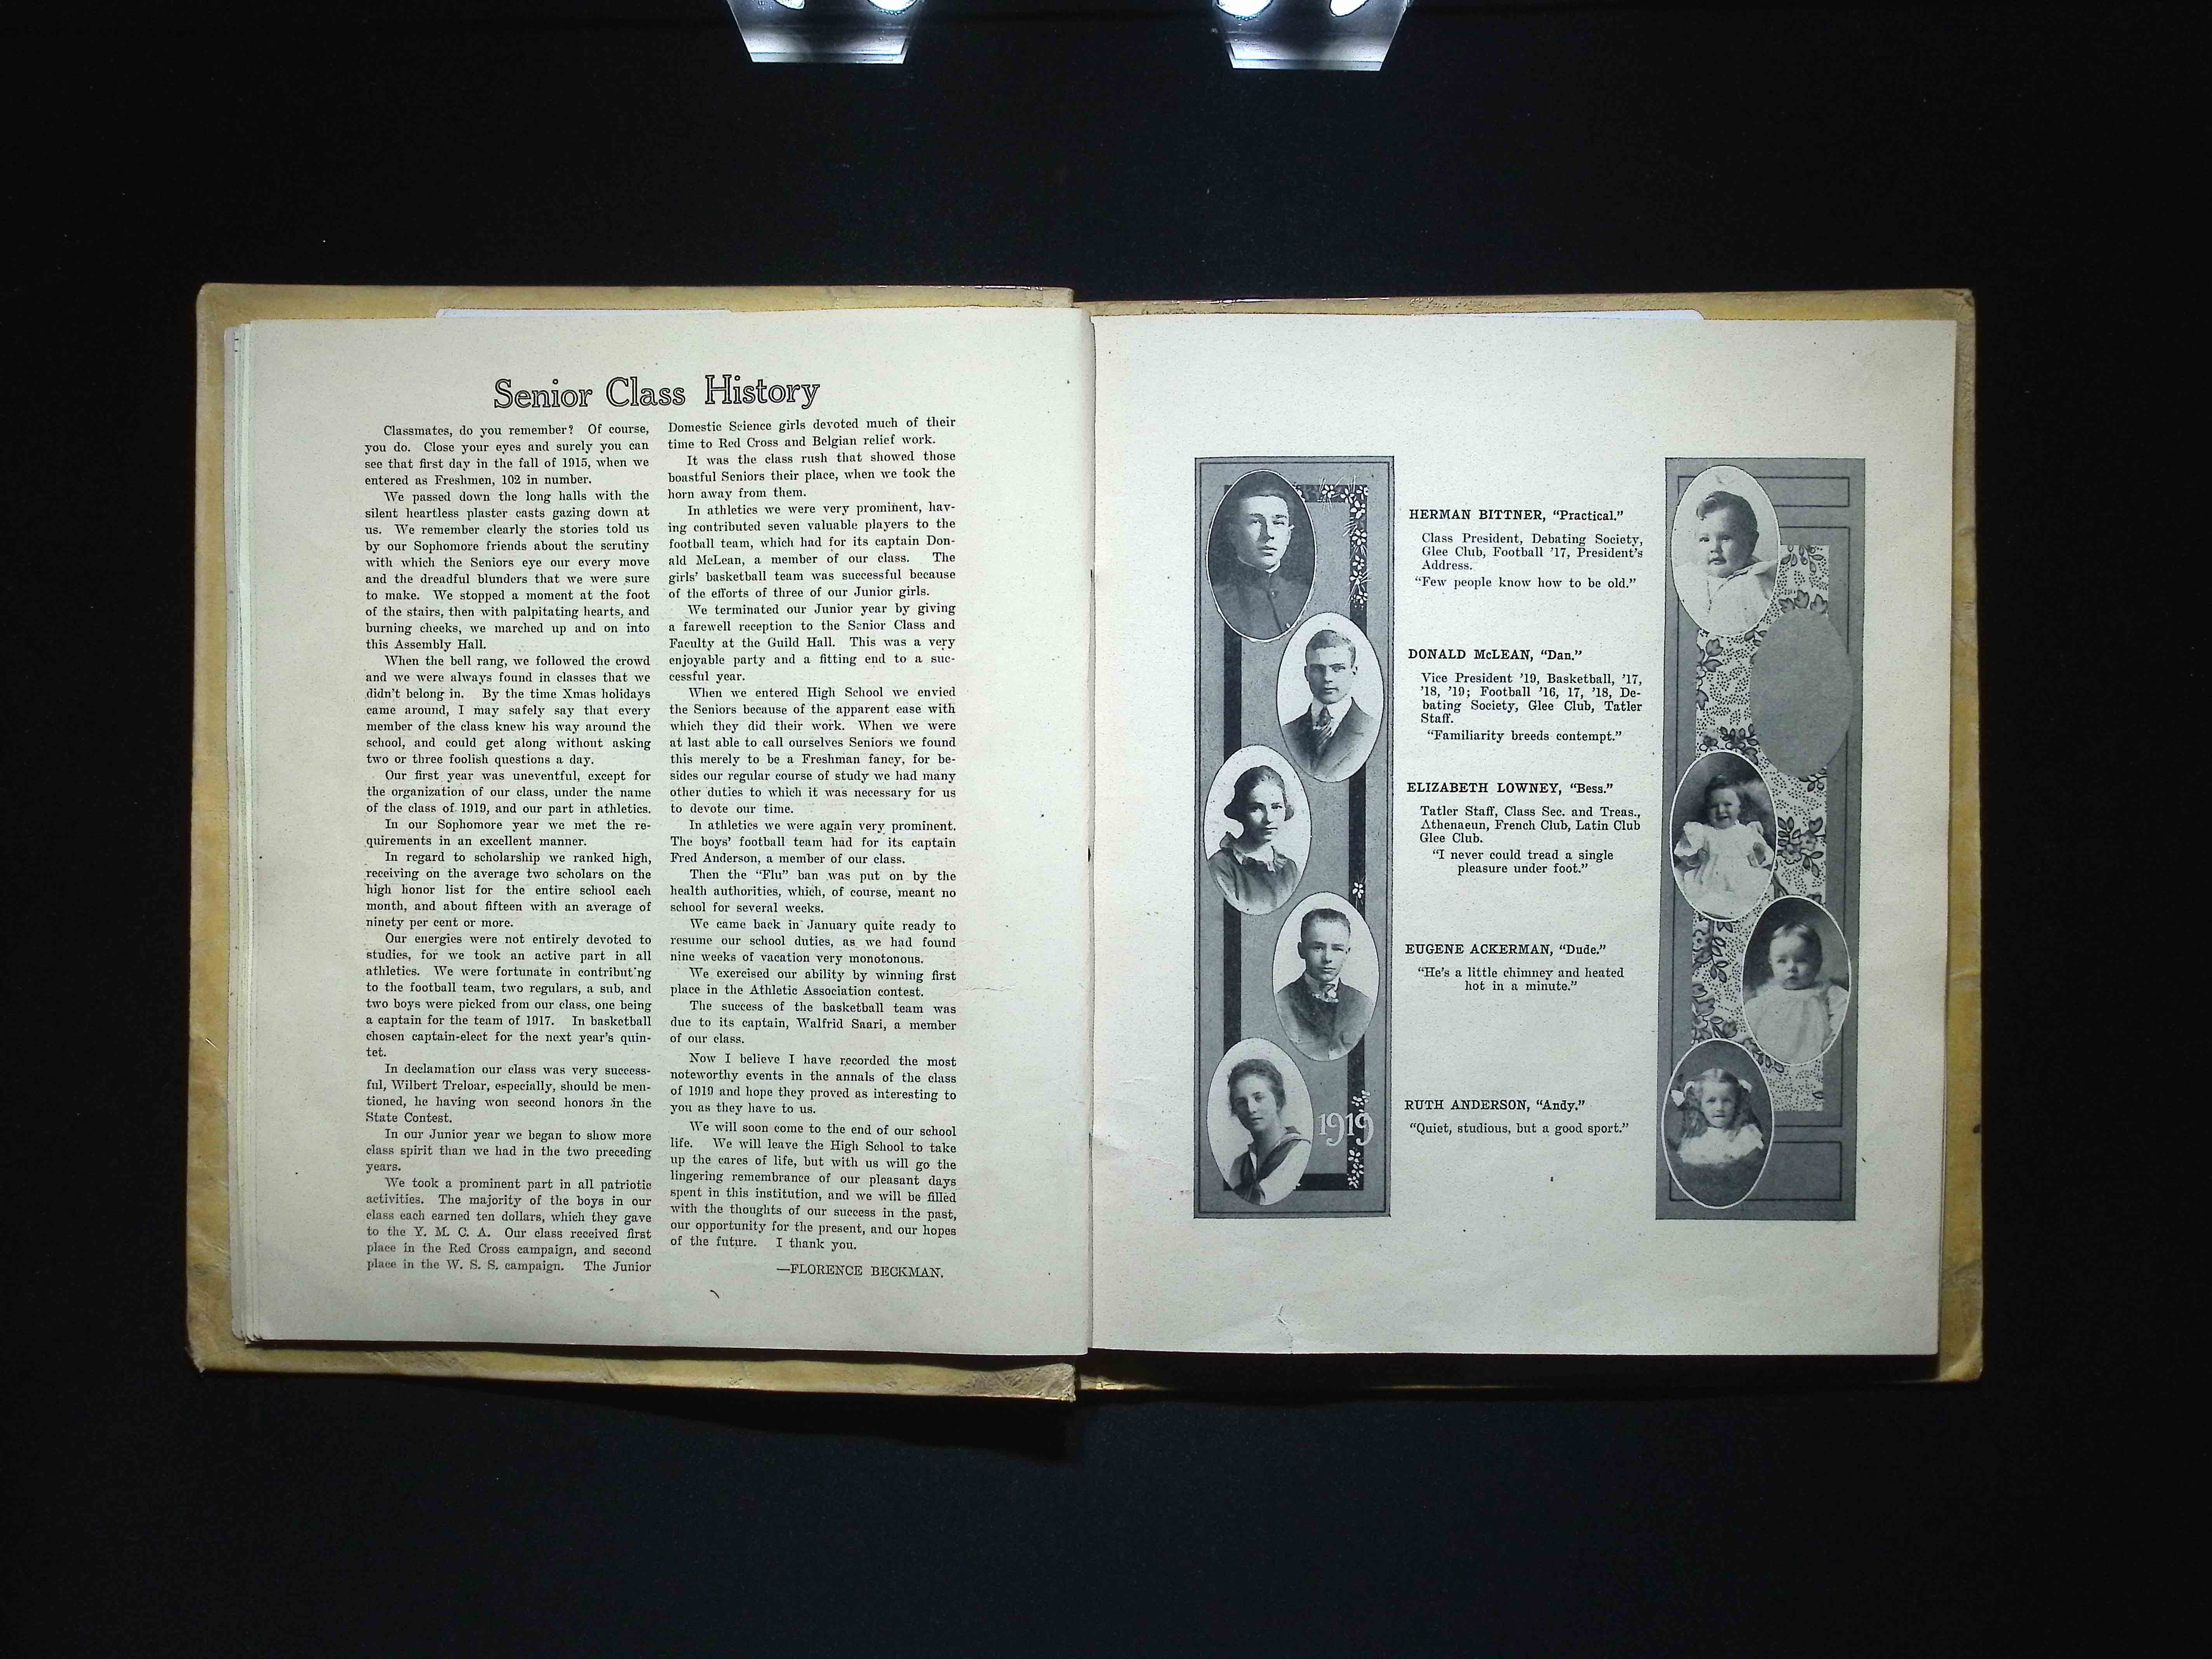 Senior Class History
Classmates, do you remember? Of course,
you do. Close your eyes and surely you can
see that first day in the fall of 1915, when we
entered as Freshmen, 102 in number.
We passed down the long halls with the
silent heartless plaster casts gazing down at
us. We remember clearly the stories told us
by our Sophomore friends about the scrutiny
with which the Seniors eye our every move
and the dreadful blunders that we were sure
to make. We stopped a moment at the foot
of the stairs, then with palpitating hearts, and
burning cheeks, we marched up and on into
this Assembly Hall.
When the bell rang, we followed the crowd
and we were always found in classes that we
didn't belong in. By the time Xmas holidays
came around, I may safely say that every
member of the class knew his way around the
school, and could get along without asking
two or three foolish questions a day.
Our first year was uneventful, except for
the organization of our class, under the name
of the class of 1919, and our part in athletics.
In our Sophomore year we met the re-
quirements in an excellent manner.
In regard to scholarship we ranked high,
receiving on the average two scholars on the
high honor list for the entire school each
month, and about fifteen with an average of
ninety per cent or more.
Our energies were not entirely devoted to
studies, for we took an active part in all
athletics. We were fortunate in contribut'ng
to the football team, two regulars, a sub, and
two boys were picked from our class, one being
a captain for the team of 1917. In basketball
chosen captain-elect for the next year's quin-
tet.
In declamation our class was very success-
ful, Wilbert Treloar, especially, should be men-
tioned, he having won second honors in the
State Contest.
In our Junior year we began to show more
class spirit than we had in the two preceding
years.
We took a prominent part in all patriotic
activities. The majority of the boys in our
class each earned ten dollars, which they gave
to the Y. M. C. A. Our class received first
place in the Red Cross campaign, and second
place in the W. S. S. campaign. The Junior
Domestic Science girls devoted much of their
time to Red Cross and Belgian relief work.
It was the class rush that showed those
boastful Seniors their place, when we took the
horn away from them.
In athletics we were very prominent, hav-
ing contributed seven valuable players to the
football team, which had for its captain Don-
ald McLean, a member of our class. The
girls' basketball team was successful because
of the efforts of three of our Junior girls.
We terminated our Junior year by giving
a farewell reception to the Senior Class and
Faculty at the Guild Hall. This was a very
enjoyable party and a fitting end to a suc-
cessful year.
When we entered High School we envied
the Seniors because of the apparent ease with
which they did their work. When we were
at last able to call ourselves Seniors we found
this merely to be a Freshman fancy, for be-
sides our regular course of study we had many
other duties to which it was necessary for us
to devote our time.
In athletics we were again very prominent.
The boys' football team had for its captain
Fred Anderson, a member of our class.
Then the "Flu" ban was put on by the
health authorities, which, of course, meant no
school for several weeks.
We came back in January quite ready to
resume our school duties, as we had found
nine weeks of vacation very monotonous.
We exercised our ability by winning first
place in the Athletic Association contest.
The success of the basketball team was
due to its captain, Walfrid Saari, a member
of our class.
Now I believe I have recorded the most
noteworthy events in the annals of the class
of 1919 and hope they proved as interesting to
you as they have to us.
We will soon come to the end of our school
life. We will leave the High School to take
up the cares of life, but with us will go the
lingering remembrance of our pleasant days
spent in this institution, and we will be filled
with the thoughts of our success in the past,
our opportunity for the present, and our hopes
of the future. I thank you.
—FLORENCE BECKMAN.
HERMAN BITTNER, "Practical."
Class President, Debating Society,
Glee Club, Football '17, President's
Address.
"Few people know how to be old."
DONALD McLEAN, "Dan."
Vice President '19, Basketball, '17,
'18, '19; Football '16, 17, '18, De-
bating Society, Glee Club, Tatler
Staff.
"Familiarity breeds contempt."
ELIZABETH LOWNEY, "Bess."
Tatler Staff, Class Sec. and Treas.,
Athenaeun, French Club, Latin Club
Glee Club.
"I never could tread a single
pleasure under foot."
EUGENE ACKERMAN, "Dude."
"He's a little chimney and heated
hot in a minute."
RUTH ANDERSON, "Andy."
"Quiet, studious, but a good sport."
1919